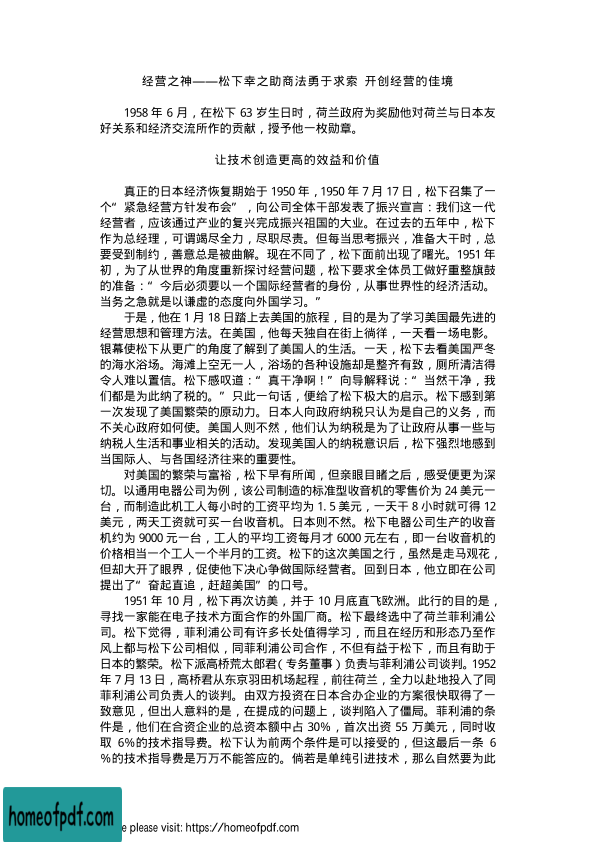 经营之神——松下幸之助商法勇于求索 开创经营的佳境
1958 年 6 月，在松下 63 岁生日时，荷兰政府为奖励他对荷兰与日本友
好关系和经济交流所作的贡献，授予他一枚勋章。
让技术创造更高的效益和价值
真正的日本经济恢复期始于 1950 年，1950 年 7 月 17 日，松下召集了一
个“紧急经营方针发布会”，向公司全体干部发表了振兴宣言：我们这一代
经营者，应该通过产业的复兴完成振兴祖国的大业。在过去的五年中，松下
作为总经理，可谓竭尽全力，尽职尽责。但每当思考振兴，准备大干时，总
要受到制约，善意总是被曲解。现在不同了，松下面前出现了曙光。1951 年
初，为了从世界的角度重新探讨经营问题，松下要求全体员工做好重整旗鼓
的准备：“今后必须要以一个国际经营者的身份，从事世界性的经济活动。
当务之急就是以谦虚的态度向外国学习。”
于是，他在 1 月 18 日踏上去美国的旅程，目的是为了学习美国最先进的
经营思想和管理方法。在美国，他每天独自在街上徜徉，一天看一场电影。
银幕使松下从更广的角度了解到了美国人的生活。一天，松下去看美国严冬
的海水浴场。海滩上空无一人，浴场的各种设施却是整齐有致，厕所清洁得
令人难以置信。松下感叹道：“真干净啊！”向导解释说：“当然干净，我
们都是为此纳了税的。”只此一句话，便给了松下极大的启示。松下感到第
一次发现了美国繁荣的原动力。日本人向政府纳税只认为是自己的义务，而
不关心政府如何使。美国人则不然，他们认为纳税是为了让政府从事一些与
纳税人生活和事业相关的活动。发现美国人的纳税意识后，松下强烈地感到
当国际人、与各国经济往来的重要性。
对美国的繁荣与富裕，松下早有所闻，但亲眼目睹之后，感受便更为深
切。以通用电器公司为例，该公司制造的标准型收音机的零售价为 24 美元一
台，而制造此机工人每小时的工资平均为 1.5 美元，一天干 8 小时就可得 12
美元，两天工资就可买一台收音机。日本则不然。松下电器公司生产的收音
机约为 9000 元一台，工人的平均工资每月才 6000 元左右，即一台收音机的
价格相当一个工人一个半月的工资。松下的这次美国之行，虽然是走马观花，
但却大开了眼界，促使他下决心争做国际经营者。回到日本，他立即在公司
提出了“奋起直追，赶超美国”的口号。
1951 年 10 月，松下再次访美，并于 10 月底直飞欧洲。此行的目的是，
寻找一家能在电子技术方面合作的外国厂商。松下最终选中了荷兰菲利浦公
司。松下觉得，菲利浦公司有许多长处值得学习，而且在经历和形态乃至作
风上都与松下公司相似，同菲利浦公司合作，不但有益于松下，而且有助于
日本的繁荣。松下派高桥荒太郎君（专务董事）负责与菲利浦公司谈判。1952
年 7 月 13 日，高桥君从东京羽田机场起程，前往荷兰，全力以赴地投入了同
菲利浦公司负责人的谈判。由双方投资在日本合办企业的方案很快取得了一
致意见，但出人意料的是，在提成的问题上，谈判陷入了僵局。菲利浦的条
件是，他们在合资企业的总资本额中占 30%，首次出资 55 万美元，同时收
取 6%的技术指导费。松下认为前两个条件是可以接受的，但这最后一条 6
%的技术指导费是万万不能答应的。倘若是单纯引进技术，那么自然要为此
homeofpdf.com
e please visit: https://homeofpdf.com